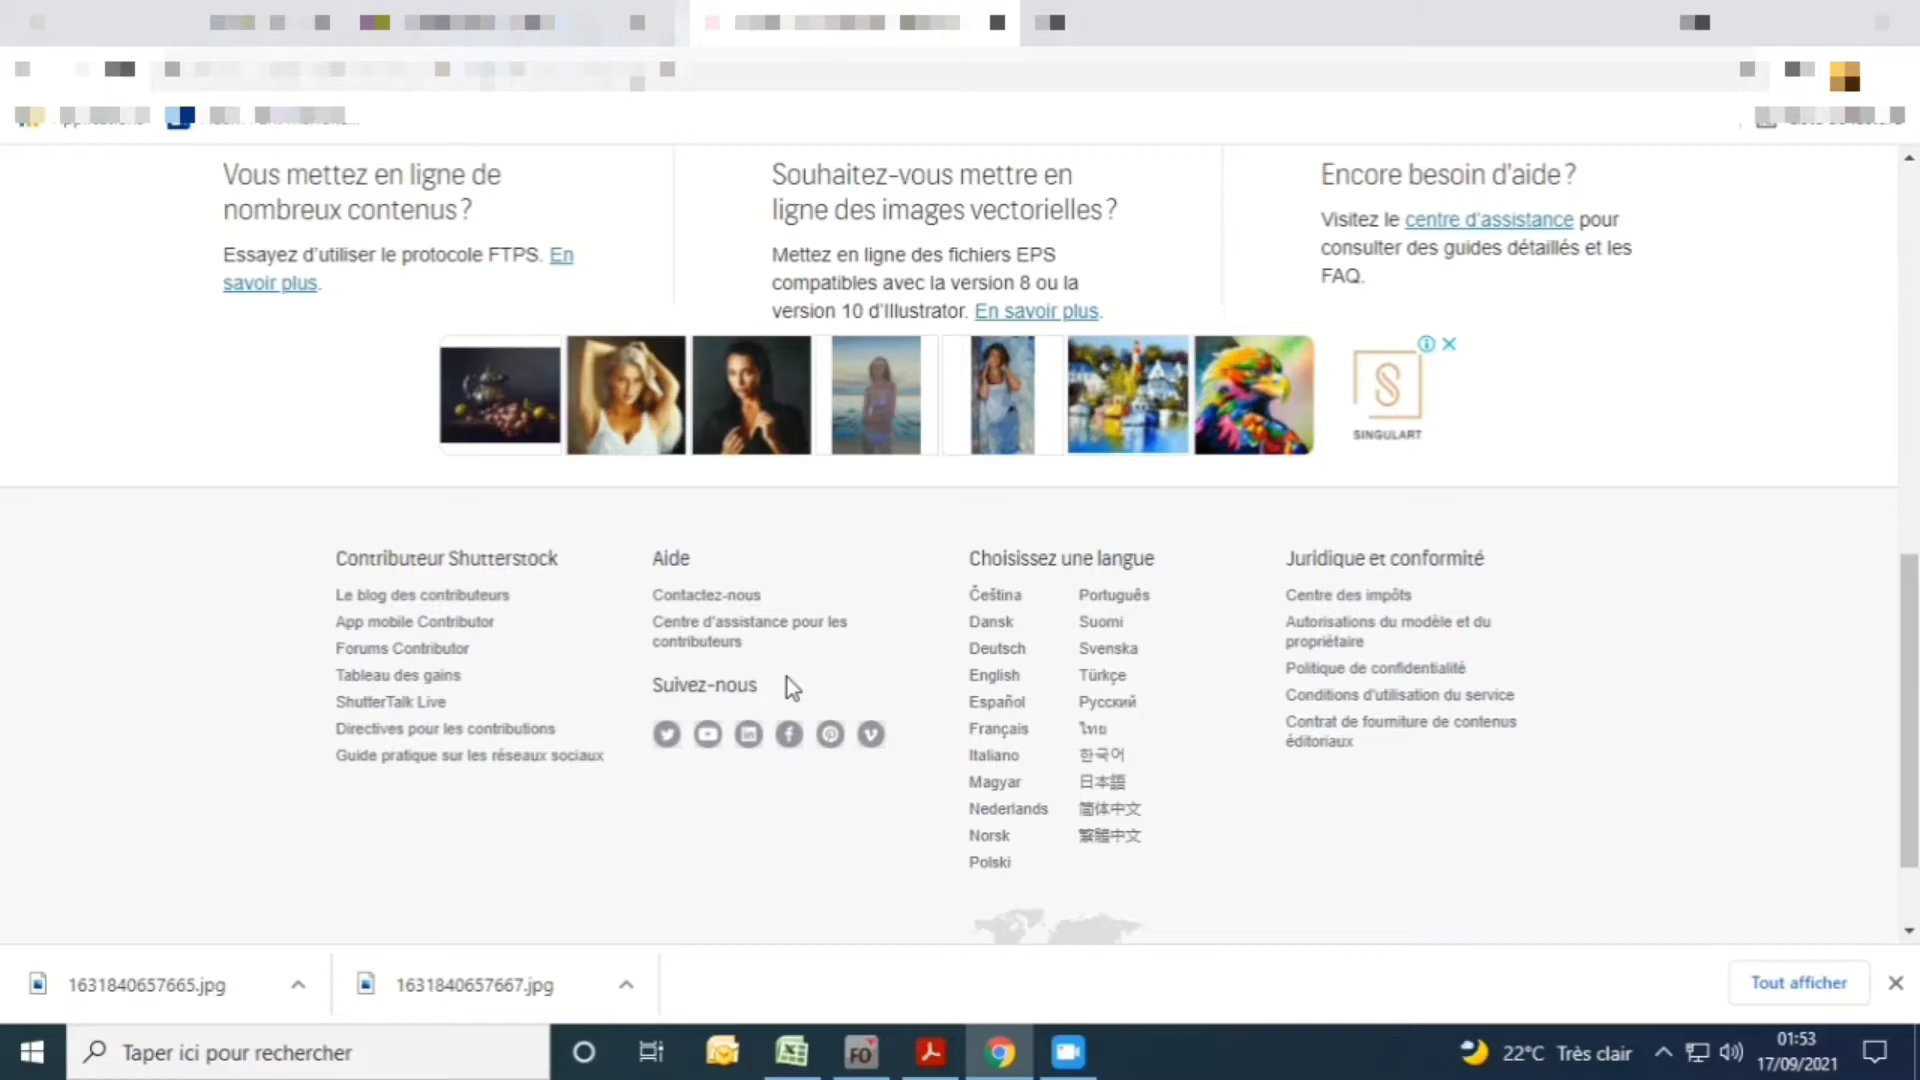 Vous mettez en ligne de
nombreux contenus ?
Essayez d'utiliser le protocole FTPS. En
savoir plus.
Souhaitez-vous mettre en
ligne des images vectorielles ?
Mettez en ligne des fichiers EPS
compatibles avec la version 8 ou la
version 10 d'Illustrator. En savoir plus.
Encore besoin d'aide ?
Visitez le centre d'assistance pour
consulter des guides détaillés et les
FAQ.
SINGULART
Contributeur Shutterstock
Le blog des contributeurs
App mobile Contributor
Forums Contributor
Tableau des gains
ShutterTalk Live
Directives pour les contributions
Guide pratique sur les réseaux sociaux
Aide
Contactez-nous
Centre d'assistance pour les
contributeurs
Suivez-nous
Choisissez une langue
Čeština
Dansk
Deutsch
English
Español
Français
Italiano
Magyar
Nederlands
Norsk
Polski
Português
Suomi
Svenska
Türkçe
Русский
ไทย
한국어
日本語
简体中文
繁體中文
Juridique et conformité
Centre des impôts
Autorisations du modèle et du
propriétaire
Politique de confidentialité
Conditions d'utilisation du service
Contrat de fourniture de contenus
éditoriaux
1631840657665.jpg
1631840657667.jpg
Tout afficher
Taper ici pour rechercher
FO
22°C Très clair
01:53
17/09/2021